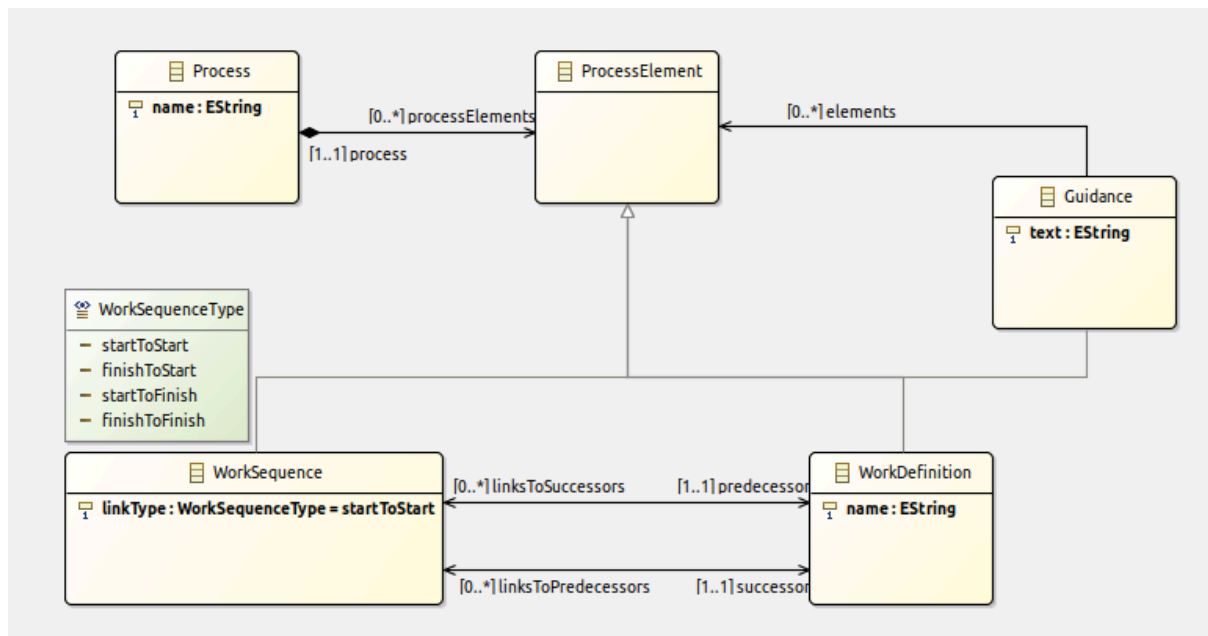 Process
name : EString
ProcessElement
[0..*] processElements
[1..1] process
[0..*] elements
Guidance
text : EString
WorkSequenceType
startToStart
finishToStart
startToFinish
finishToFinish
WorkSequence
linkType : WorkSequenceType = startToStart
[0..*] linksToSuccessors
[1..1] predecessor
WorkDefinition
name : EString
[0..*] linksToPredecessors
[1..1] successor